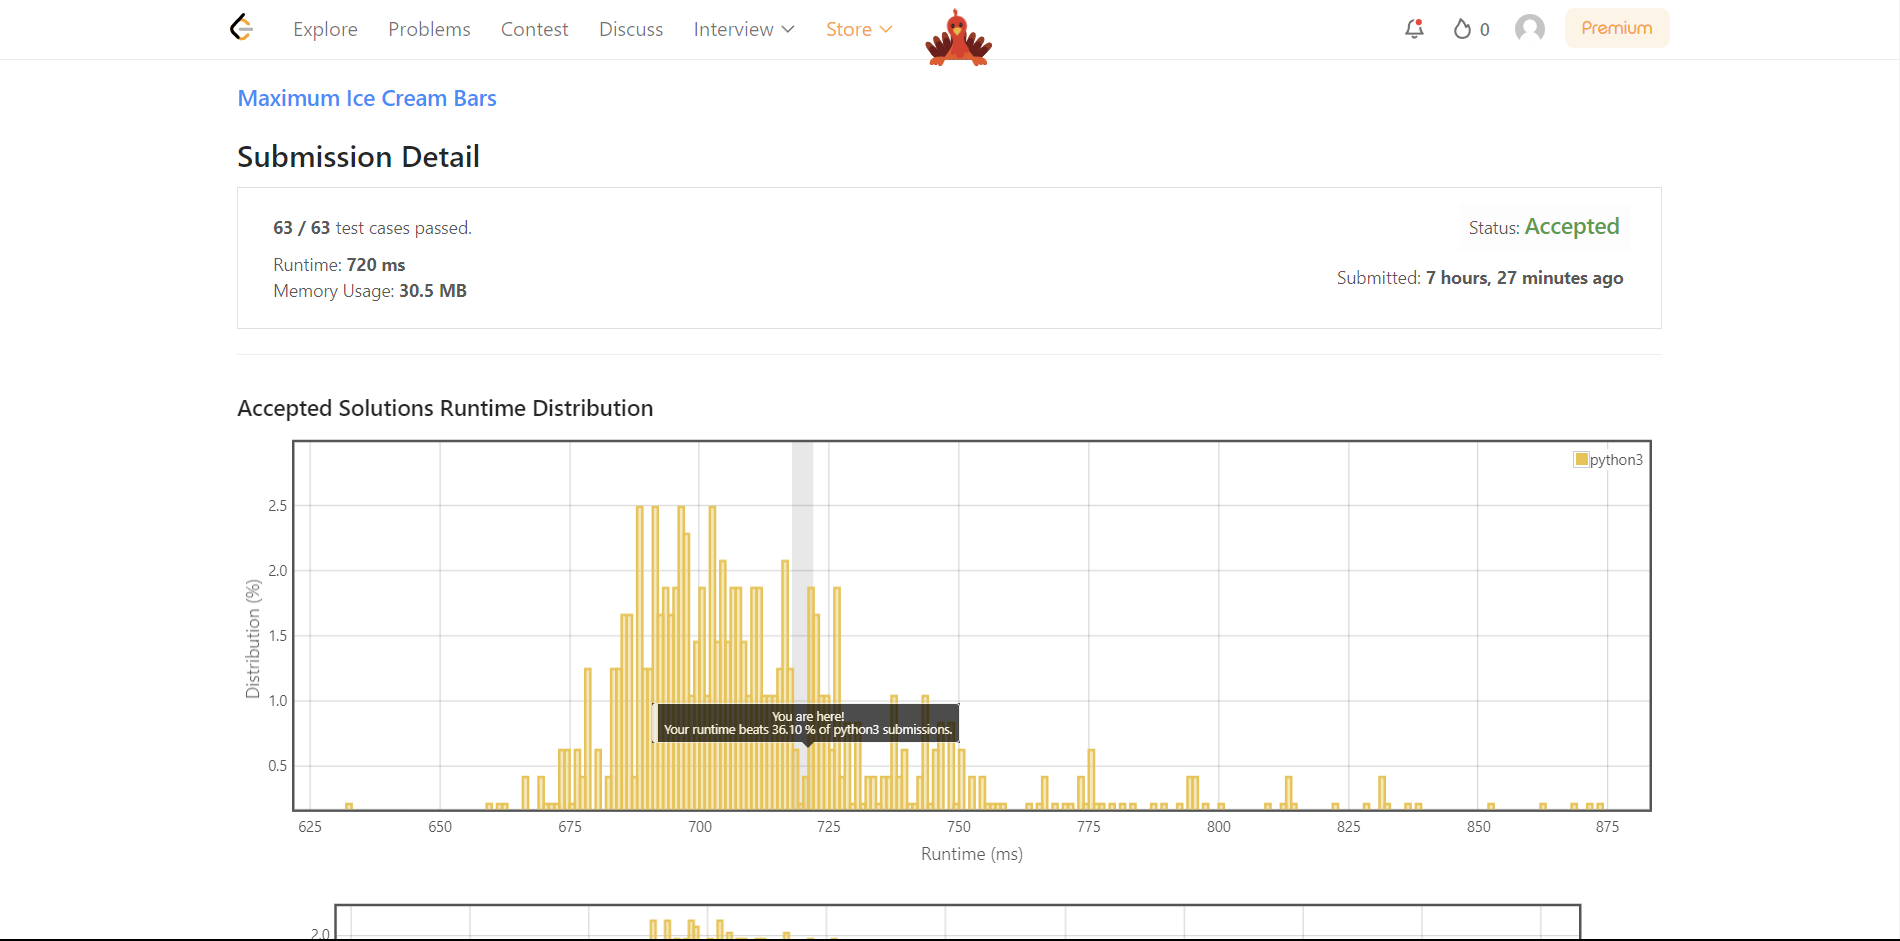 Explore Problems Contest Discuss Interview Store 0 Premium
Maximum Ice Cream Bars
Submission Detail
63 / 63 test cases passed.
Status: Accepted
Runtime: 720 ms
Submitted: 7 hours, 27 minutes ago
Memory Usage: 30.5 MB
Accepted Solutions Runtime Distribution
python3
2.5
2.0
1.5
1.0
0.5
Distribution (%)
You are here!
Your runtime beats 36.10 % of python3 submissions.
625 650 675 700 725 750 775 800 825 850 875
Runtime (ms)
2.0